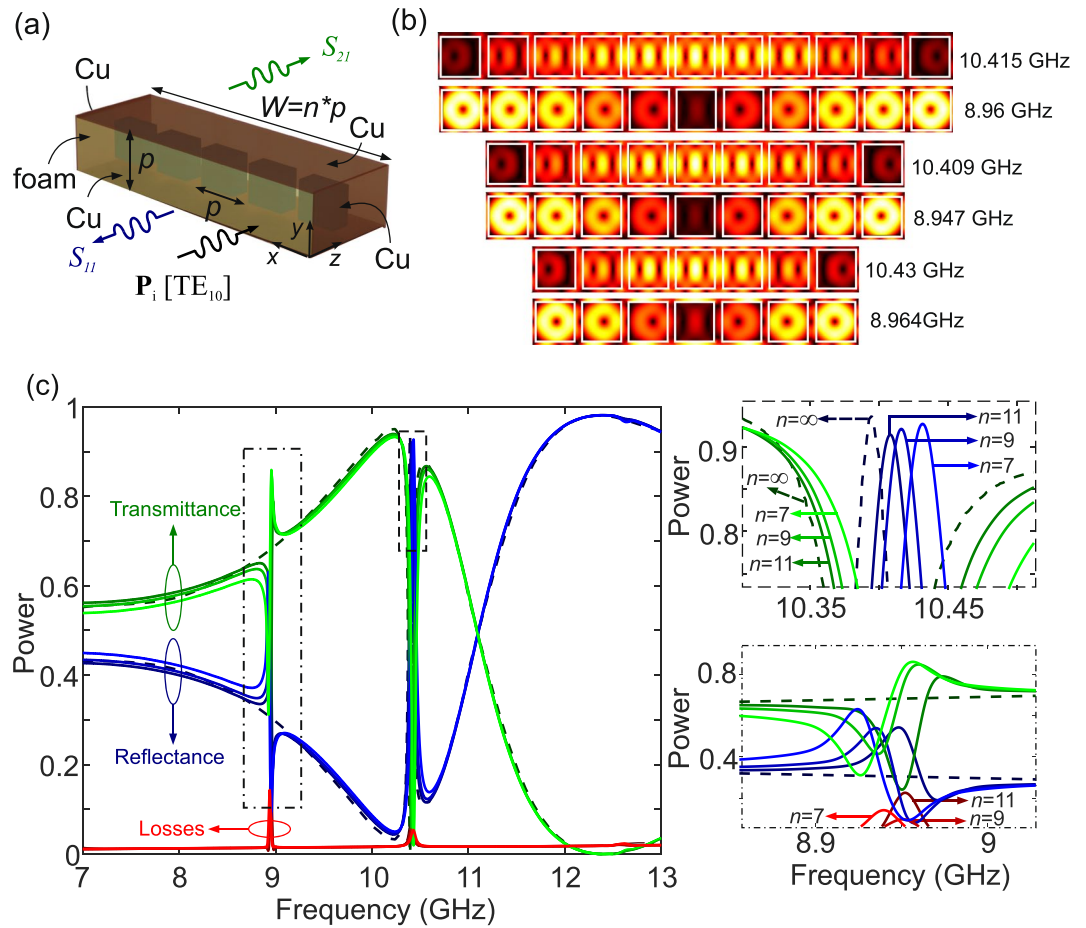 (a)
S21
Cu
W=n*p
Cu
p
foam
Cu
p
y
Cu
S11
x
z
Pi [TE10]
(b)
10.415 GHz
8.96 GHz
10.409 GHz
8.947 GHz
10.43 GHz
8.964GHz
(c)
Power
1
0.8
0.6
0.4
0.2
0
Transmittance
Reflectance
Losses
7
8
9
10
11
12
13
Frequency (GHz)
Power
0.9
0.8
n=∞
n=11
n=9
n=7
n=∞
n=7
n=9
n=11
10.35
10.45
Power
0.8
0.4
n=11
n=7
n=9
8.9
9
Frequency (GHz)